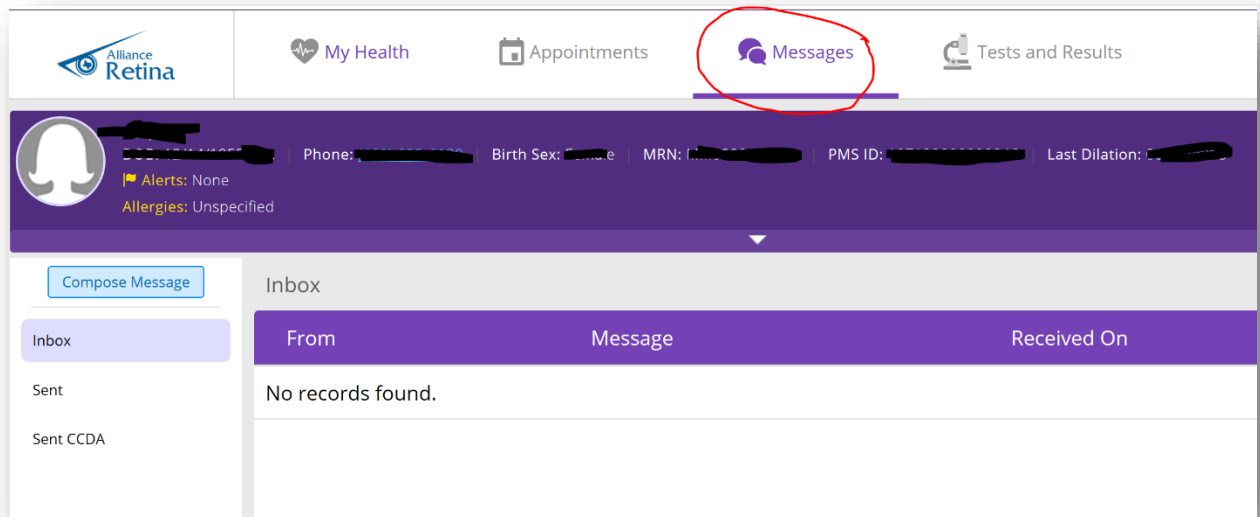 Alliance
Retina
My Health
Appointments
Messages
Tests and Results
Phone:
Birth Sex:
MRN:
PMS ID:
Last Dilation:
Alerts: None
Allergies: Unspecified
Compose Message
Inbox
Sent
Sent CCDA
Inbox
From Message Received On
No records found.